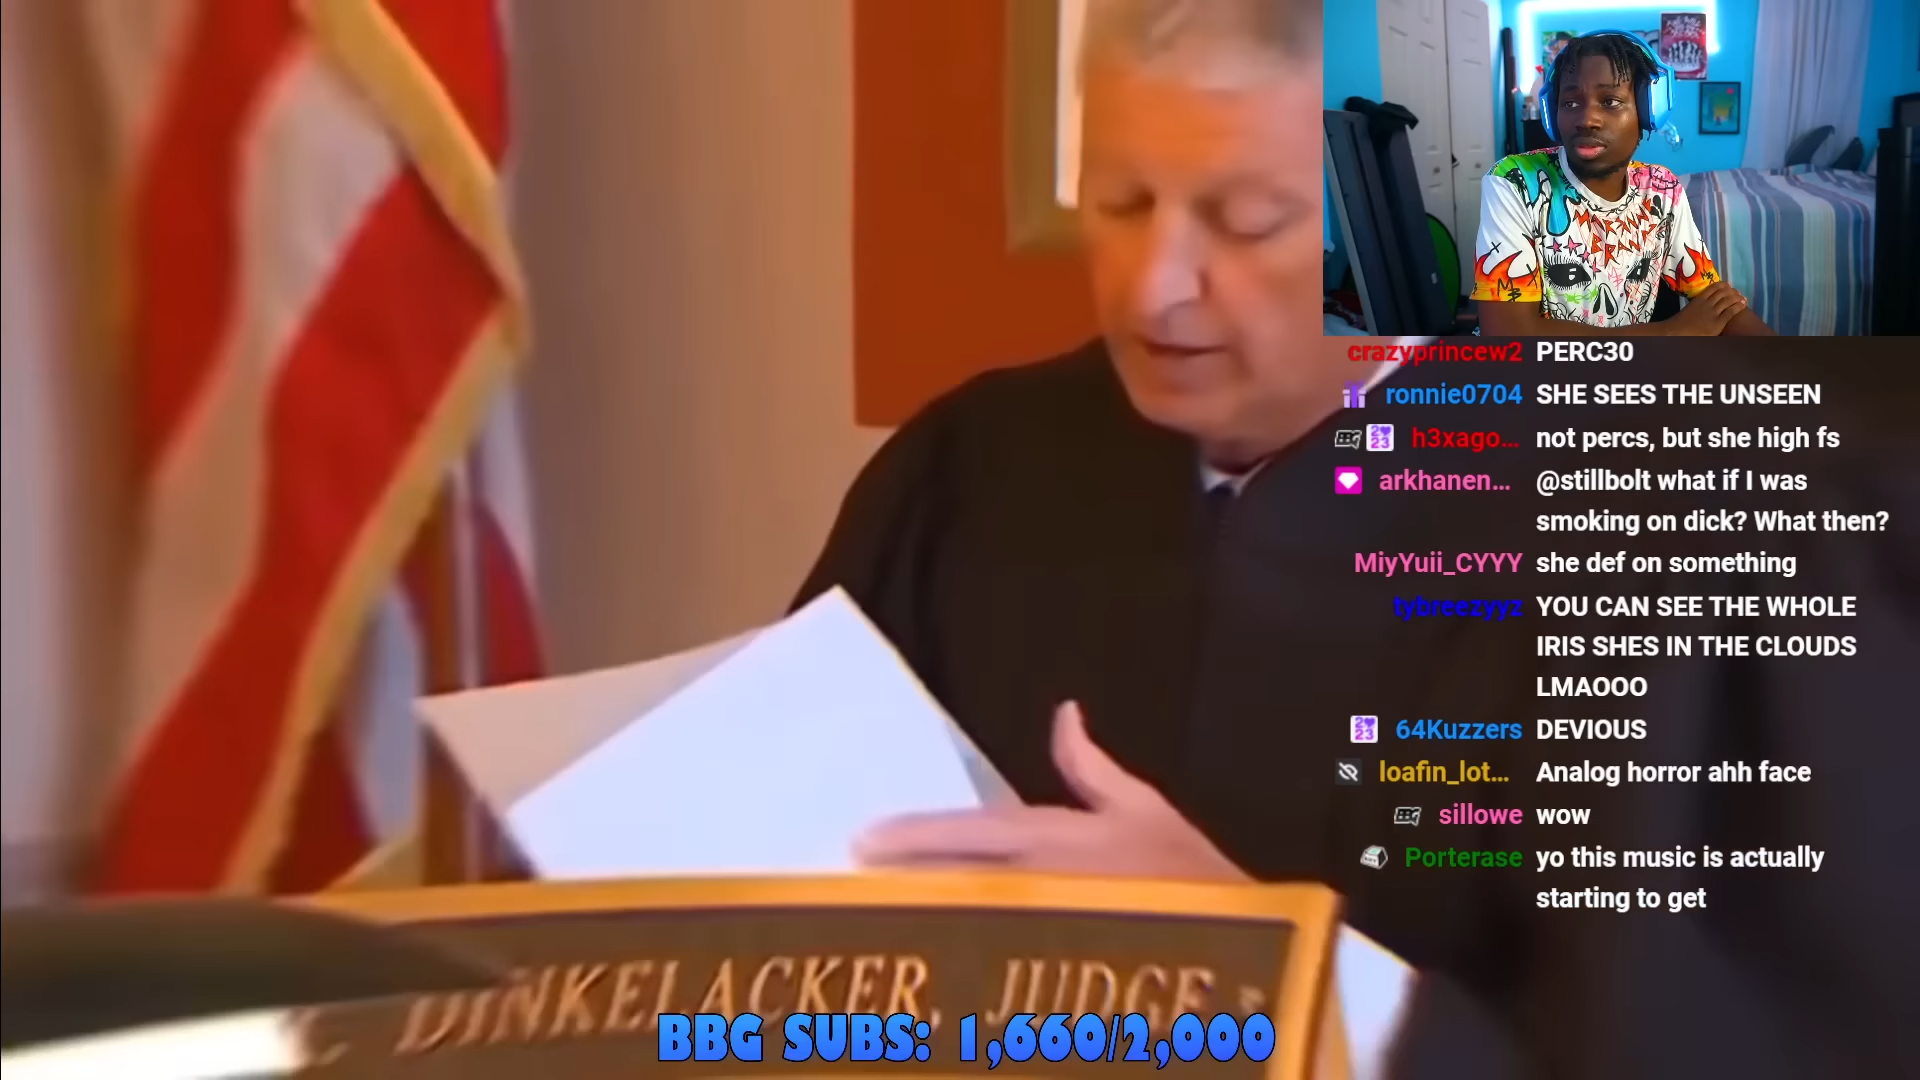 crazyprincew2 PERC30
ronnie0704 SHE SEES THE UNSEEN
h3xago... not percs, but she high fs
arkhanen... @stillbolt what if I was
smoking on dick? What then?
MiyYuii_CYYY she def on something
tybreezyyz YOU CAN SEE THE WHOLE
IRIS SHES IN THE CLOUDS
LMAOOO
64Kuzzers DEVIOUS
loafin_lot... Analog horror ahh face
sillowe wow
Porterase yo this music is actually
starting to get
DINKELACKER, JUDGE
BBG SUBS: 1,660/2,000